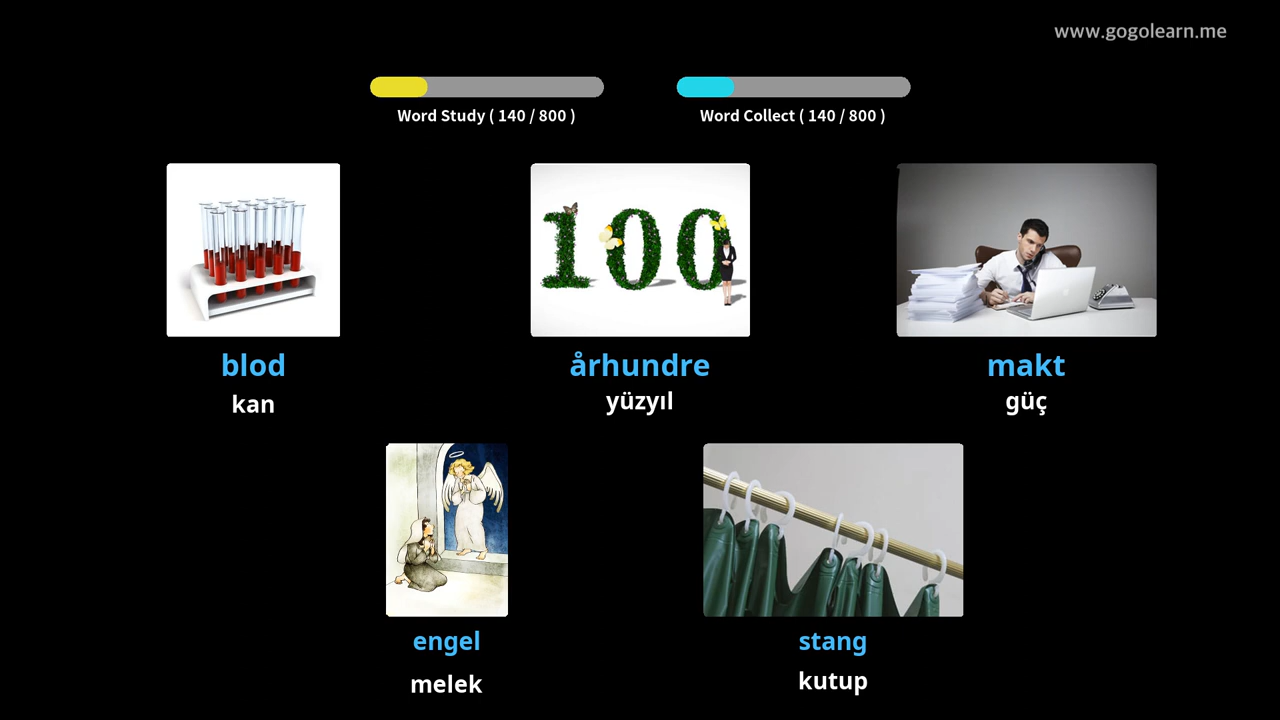 www.gogolearn.me
Word Study ( 140 / 800 )
Word Collect ( 140 / 800 )
100
blod
kan
århundre
yüzyıl
makt
güç
engel
melek
stang
kutup